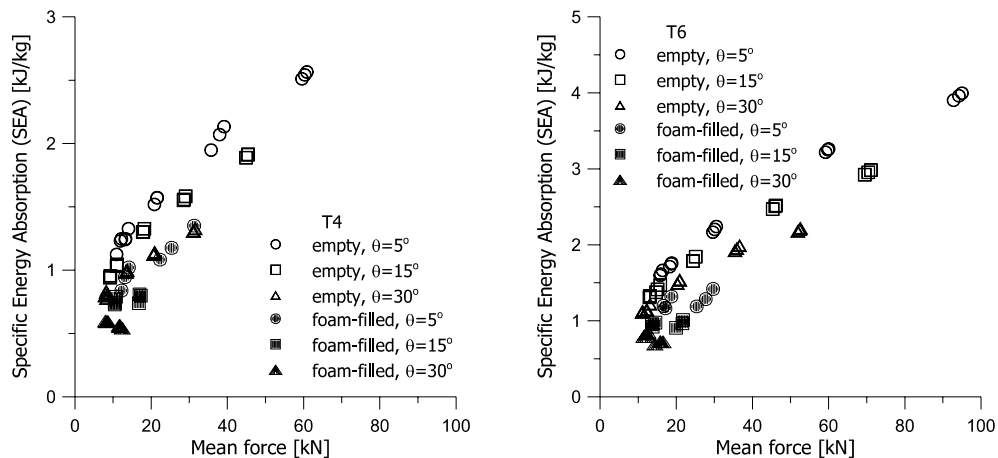 3
2
1
0
Specific Energy Absorption (SEA) [kJ/kg]
T4
empty, θ=5°
empty, θ=15°
empty, θ=30°
foam-filled, θ=5°
foam-filled, θ=15°
foam-filled, θ=30°
0 20 40 60 80 100
Mean force [kN]
5
4
3
2
1
0
Specific Energy Absorption (SEA) [kJ/kg]
T6
empty, θ=5°
empty, θ=15°
empty, θ=30°
foam-filled, θ=5°
foam-filled, θ=15°
foam-filled, θ=30°
0 20 40 60 80 100
Mean force [kN]